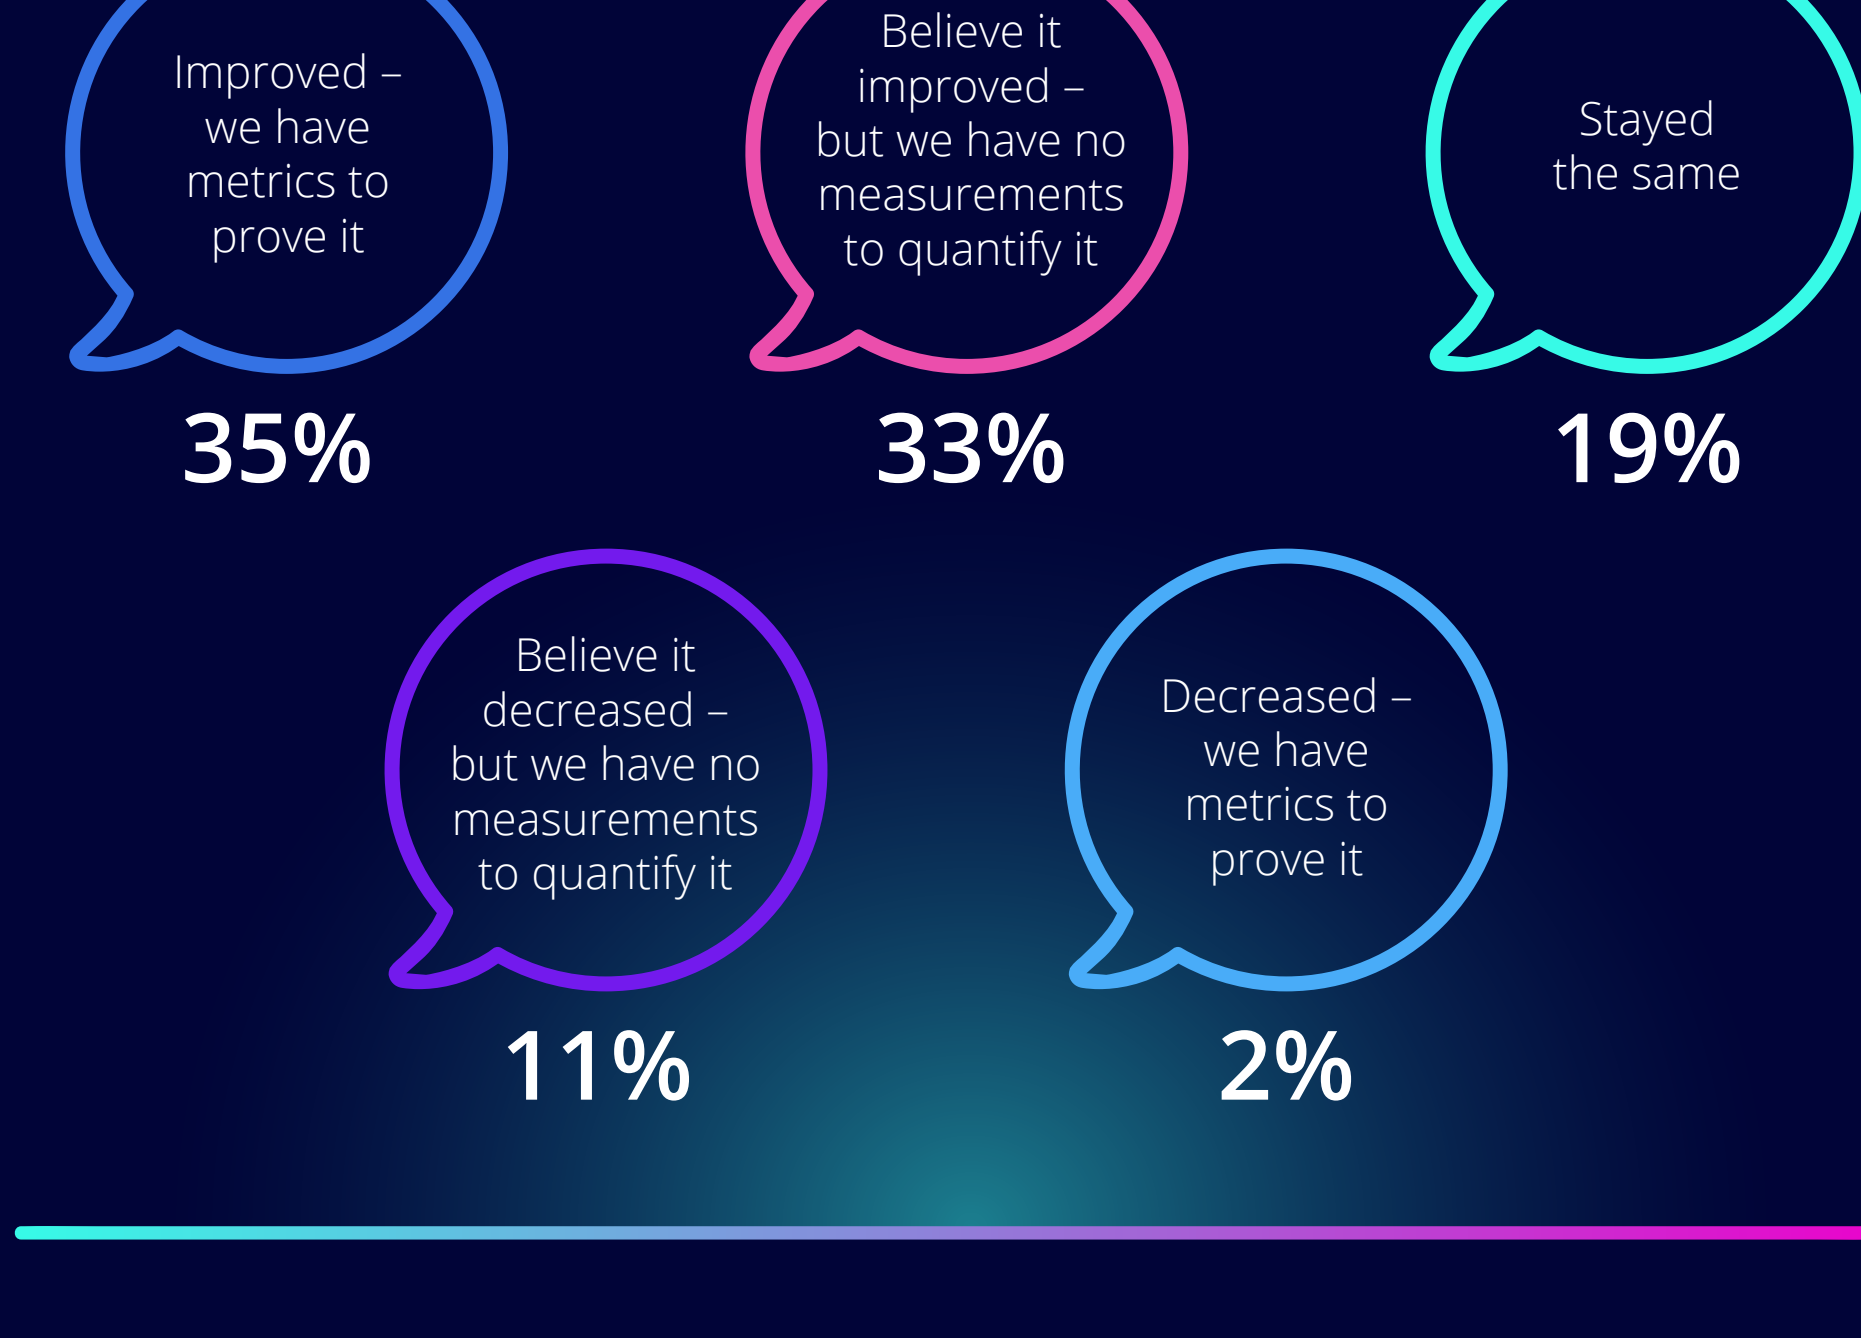 Improved –
we have
metrics to
prove it
35%
Believe it
improved –
but we have no
measurements
to quantify it
33%
Stayed
the same
19%
Believe it
decreased –
but we have no
measurements
to quantify it
11%
Decreased –
we have
metrics to
prove it
2%